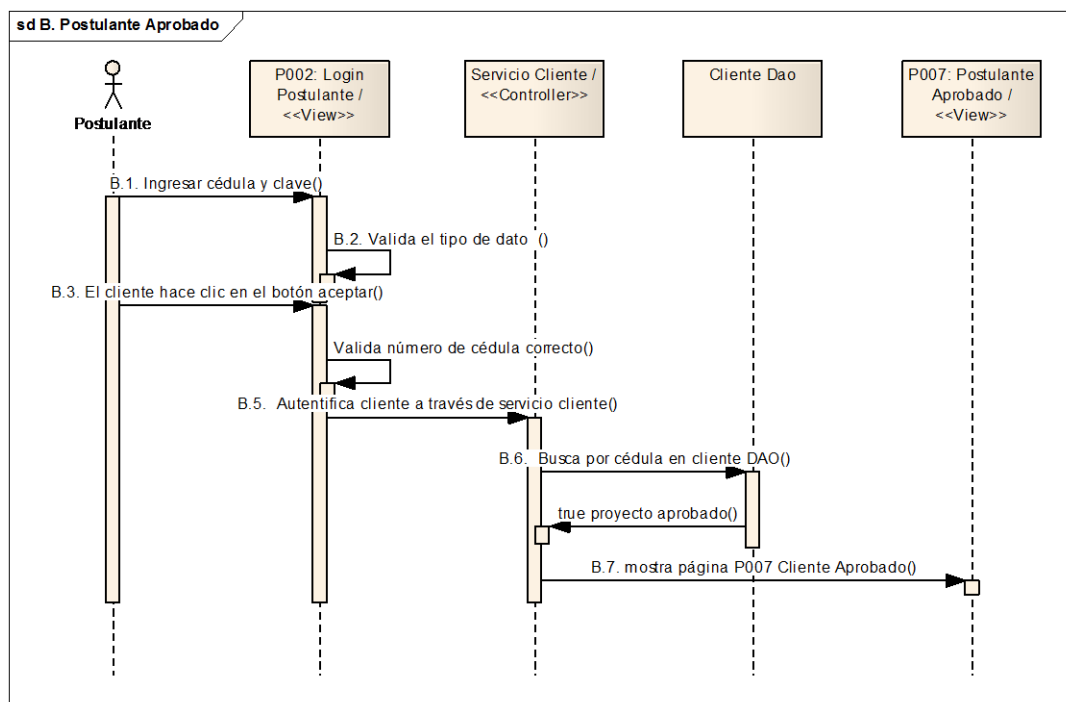 sd B. Postulante Aprobado
Postulante
P002: Login
Postulante /
<<View>>
Servicio Cliente /
<<Controller>>
Cliente Dao
P007: Postulante
Aprobado /
<<View>>
B.1. Ingresar cédula y clave()
B.2. Valida el tipo de dato ()
B.3. El cliente hace clic en el botón aceptar()
Valida número de cédula correcto()
B.5. Autentifica cliente a través de servicio cliente()
B.6. Busca por cédula en cliente DAO()
true proyecto aprobado()
B.7. mostra página P007 Cliente Aprobado()